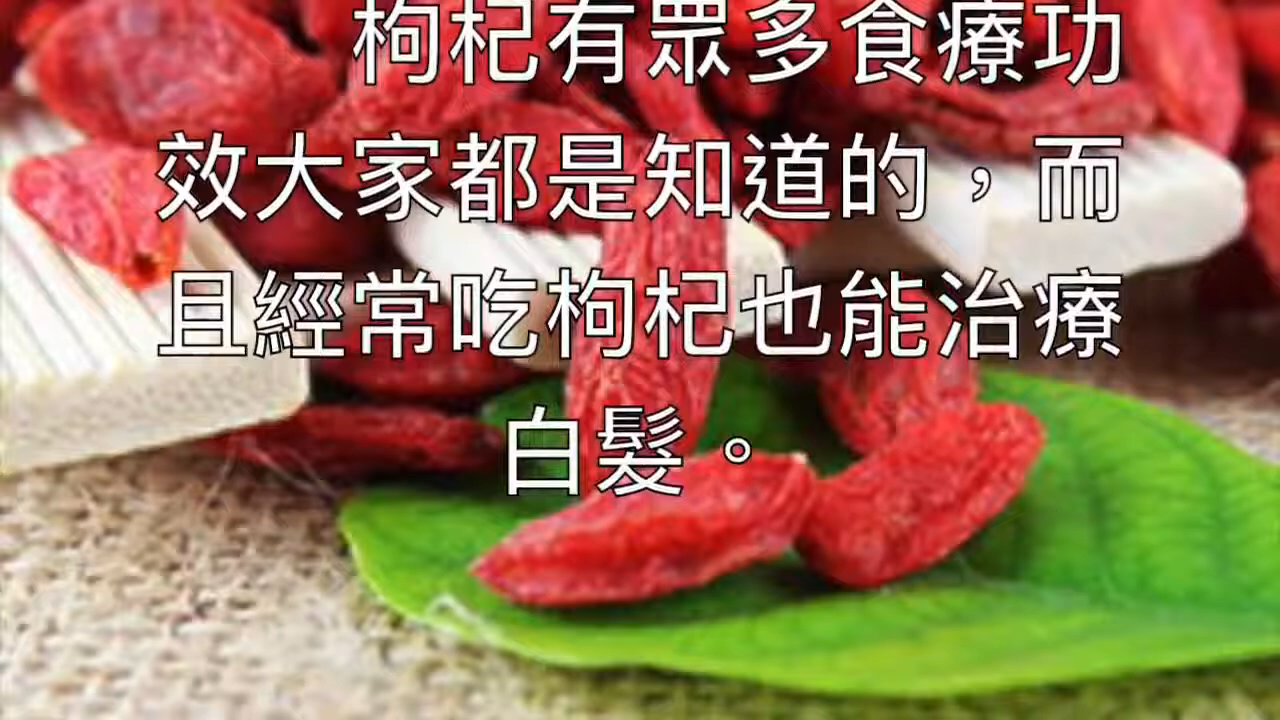 枸杞有眾多食療功
效大家都是知道的，而
且經常吃枸杞也能治療
白髮。